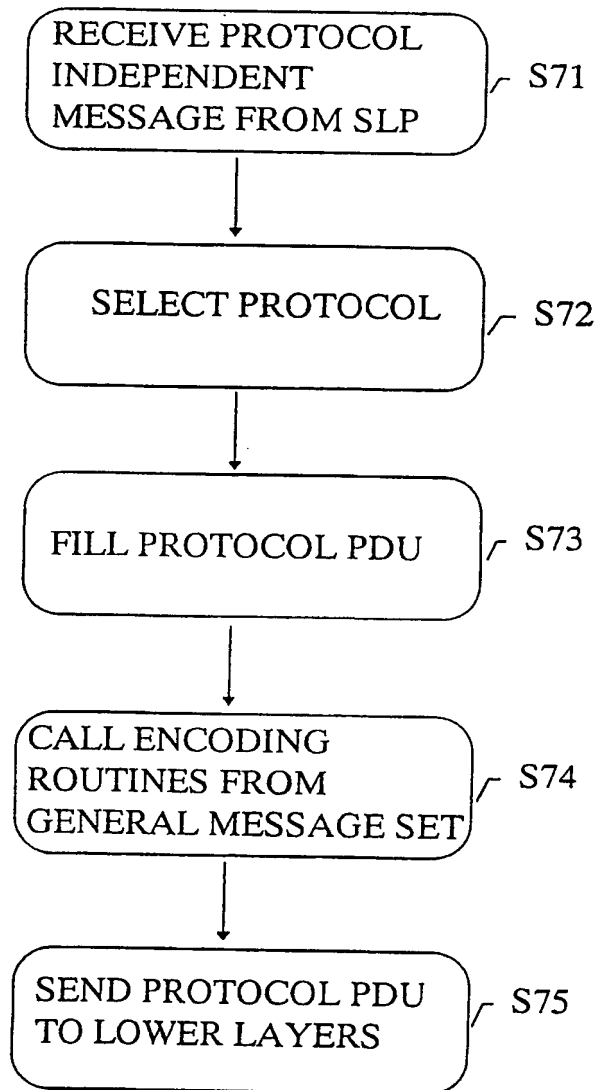 RECEIVE PROTOCOL
INDEPENDENT
MESSAGE FROM SLP
S71
SELECT PROTOCOL
S72
FILL PROTOCOL PDU
S73
CALL ENCODING
ROUTINES FROM
GENERAL MESSAGE SET
S74
SEND PROTOCOL PDU
TO LOWER LAYERS
S75